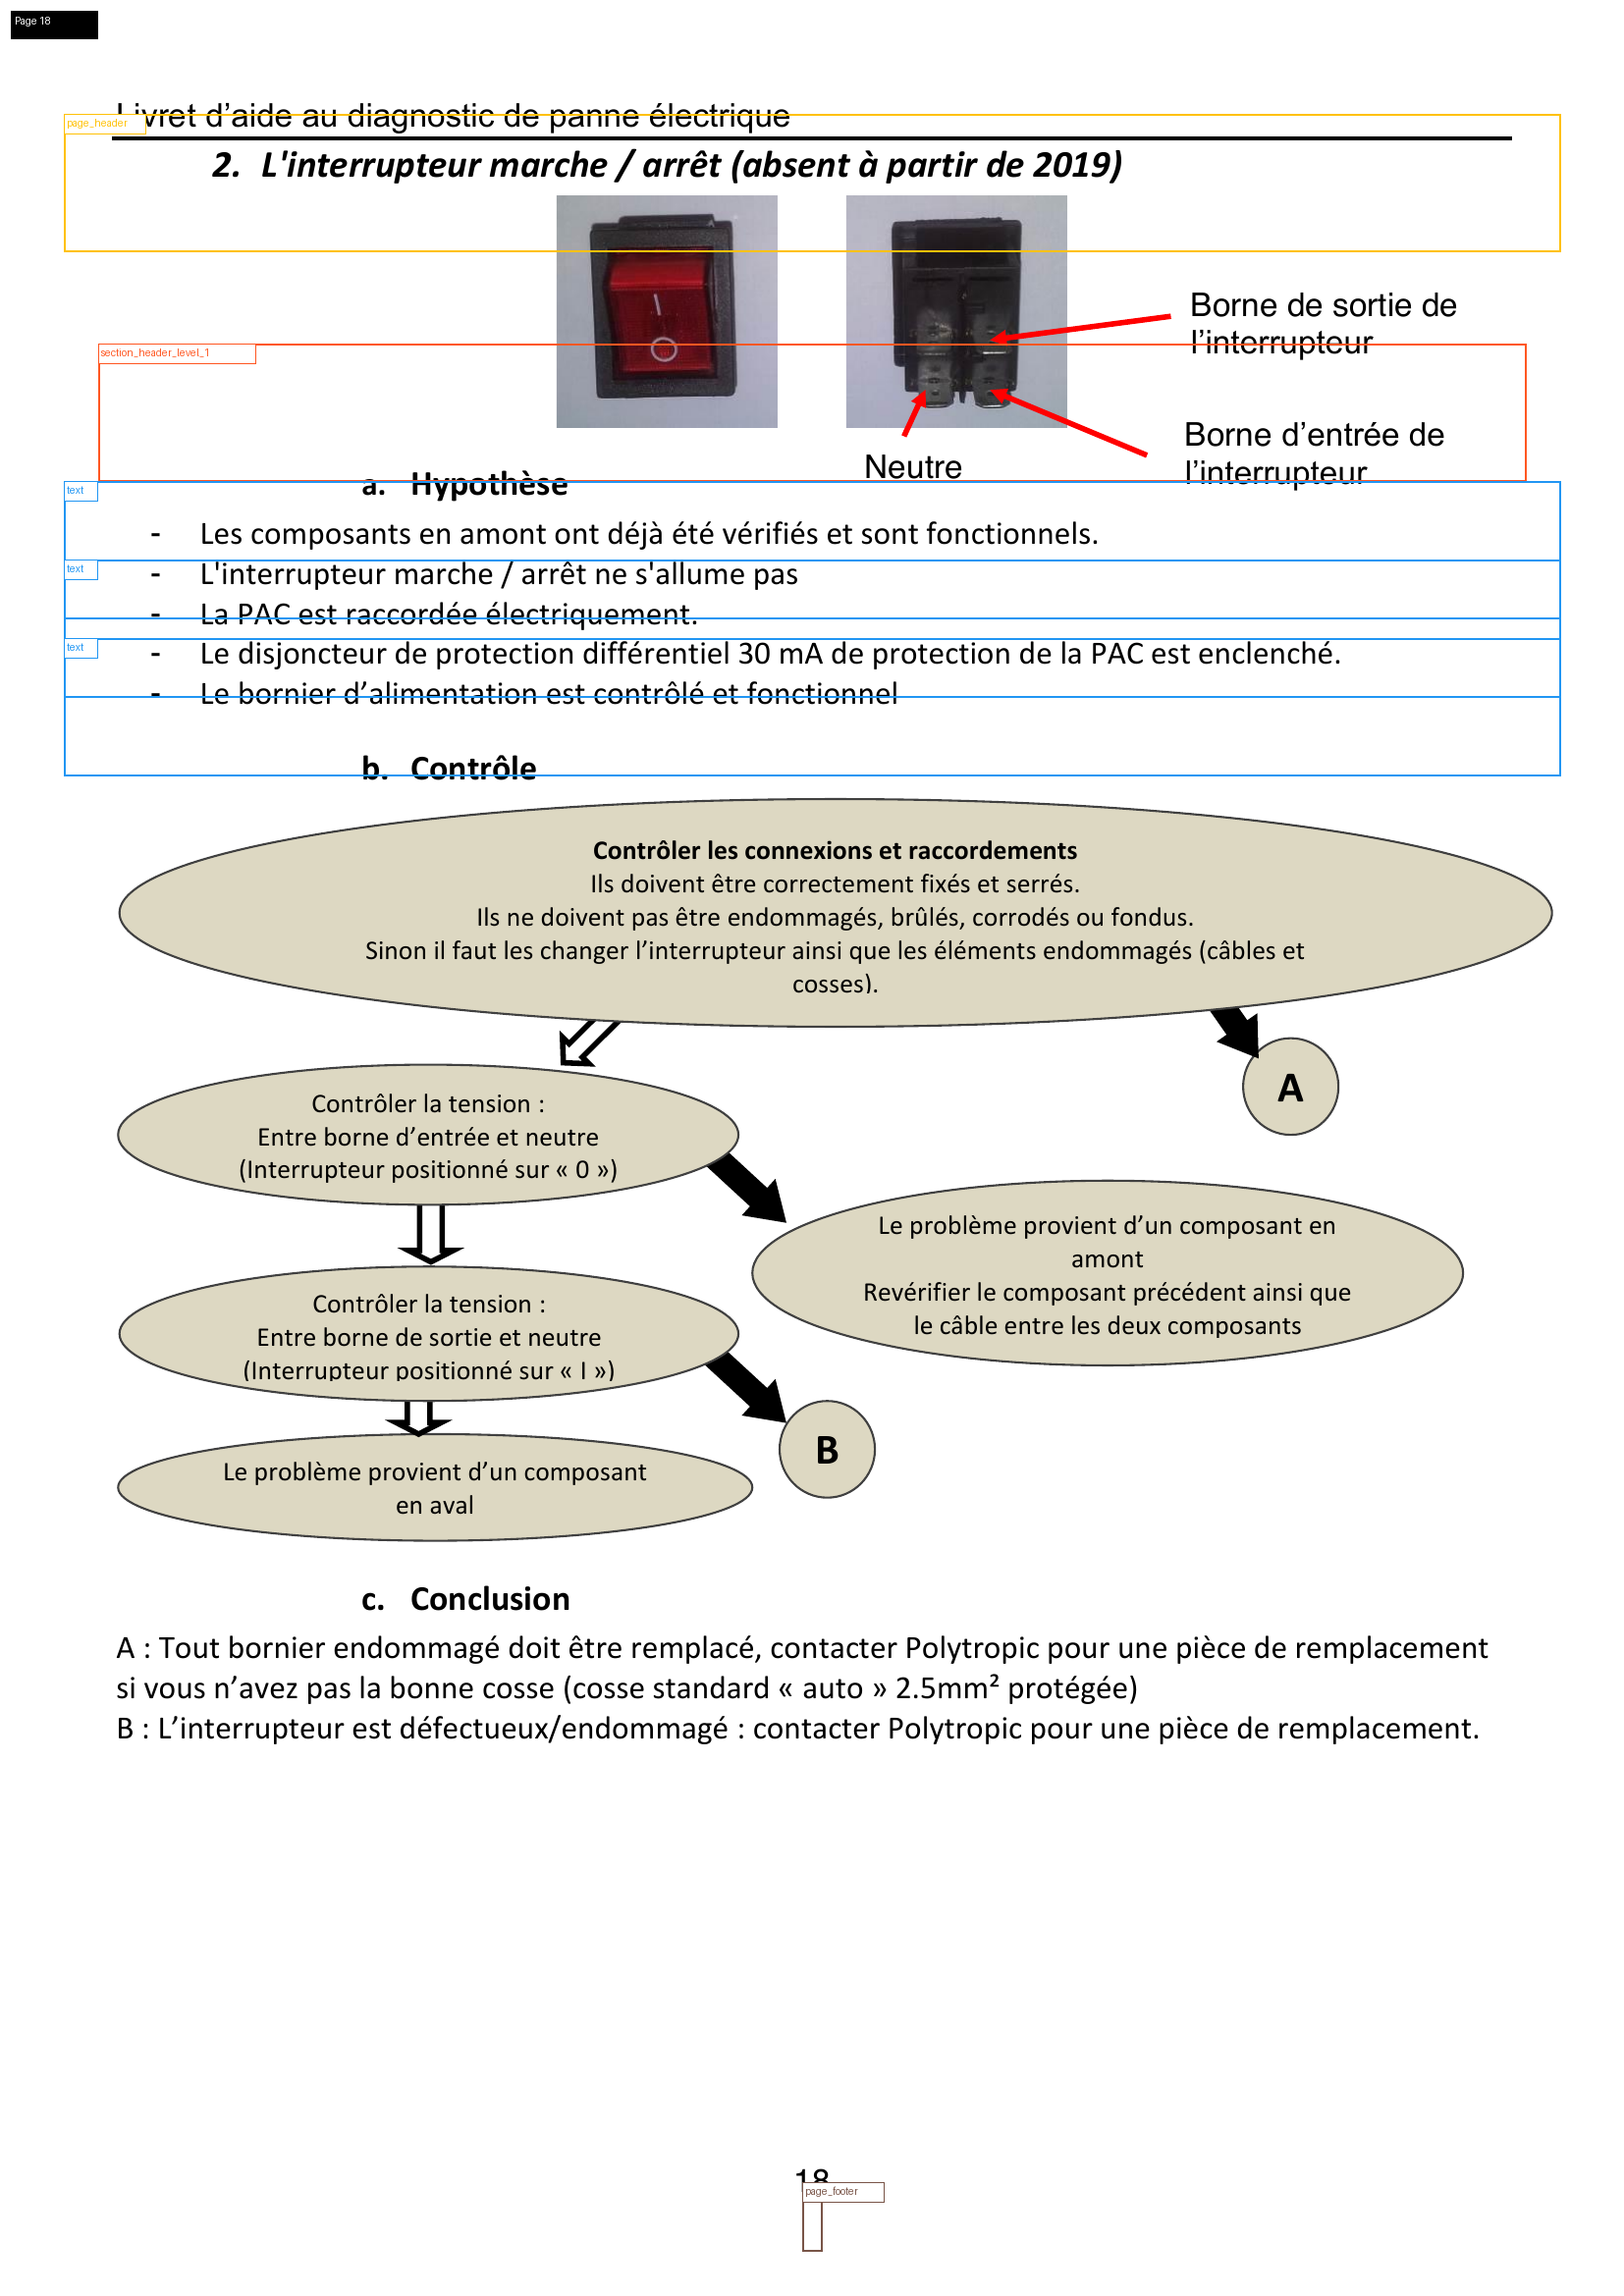 Page 18
Livret d’aide au diagnostic de panne électrique
page_header
2. L'interrupteur marche / arrêt (absent à partir de 2019)
Borne de sortie de
l’interrupteur
section_header_level_1
Borne d’entrée de
l’interrupteur
Neutre
a. Hypothèse
text
- Les composants en amont ont déjà été vérifiés et sont fonctionnels.
text
- L'interrupteur marche / arrêt ne s'allume pas
- La PAC est raccordée électriquement.
text
- Le disjoncteur de protection différentiel 30 mA de protection de la PAC est enclenché.
- Le bornier d’alimentation est contrôlé et fonctionnel
b. Contrôle
Contrôler les connexions et raccordements
Ils doivent être correctement fixés et serrés.
Ils ne doivent pas être endommagés, brûlés, corrodés ou fondus.
Sinon il faut les changer l’interrupteur ainsi que les éléments endommagés (câbles et
cosses).
A
Contrôler la tension :
Entre borne d’entrée et neutre
(Interrupteur positionné sur « 0 »)
Le problème provient d’un composant en
amont
Revérifier le composant précédent ainsi que
le câble entre les deux composants
Contrôler la tension :
Entre borne de sortie et neutre
(Interrupteur positionné sur « I »)
B
Le problème provient d’un composant
en aval
c. Conclusion
A : Tout bornier endommagé doit être remplacé, contacter Polytropic pour une pièce de remplacement
si vous n’avez pas la bonne cosse (cosse standard « auto » 2.5mm² protégée)
B : L’interrupteur est défectueux/endommagé : contacter Polytropic pour une pièce de remplacement.
18
page_footer